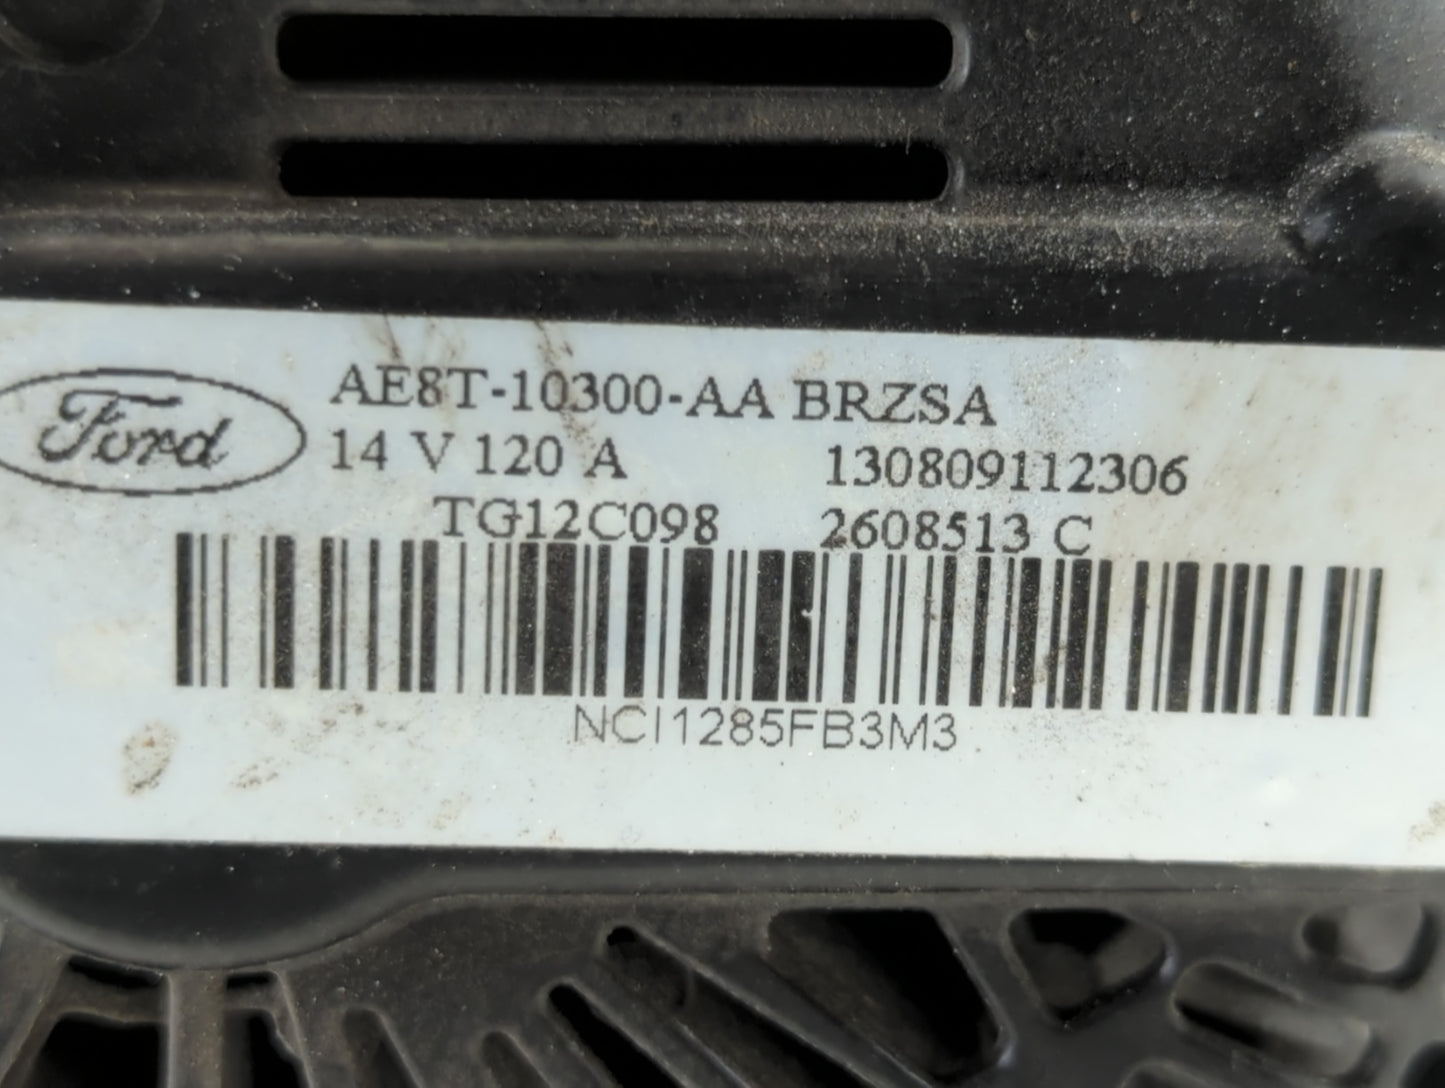 Ford
AE8T-10300-AA BRZSA
14 V 120 A 130809112306
TG12C098 2608513 C
NCI1285FB3M3